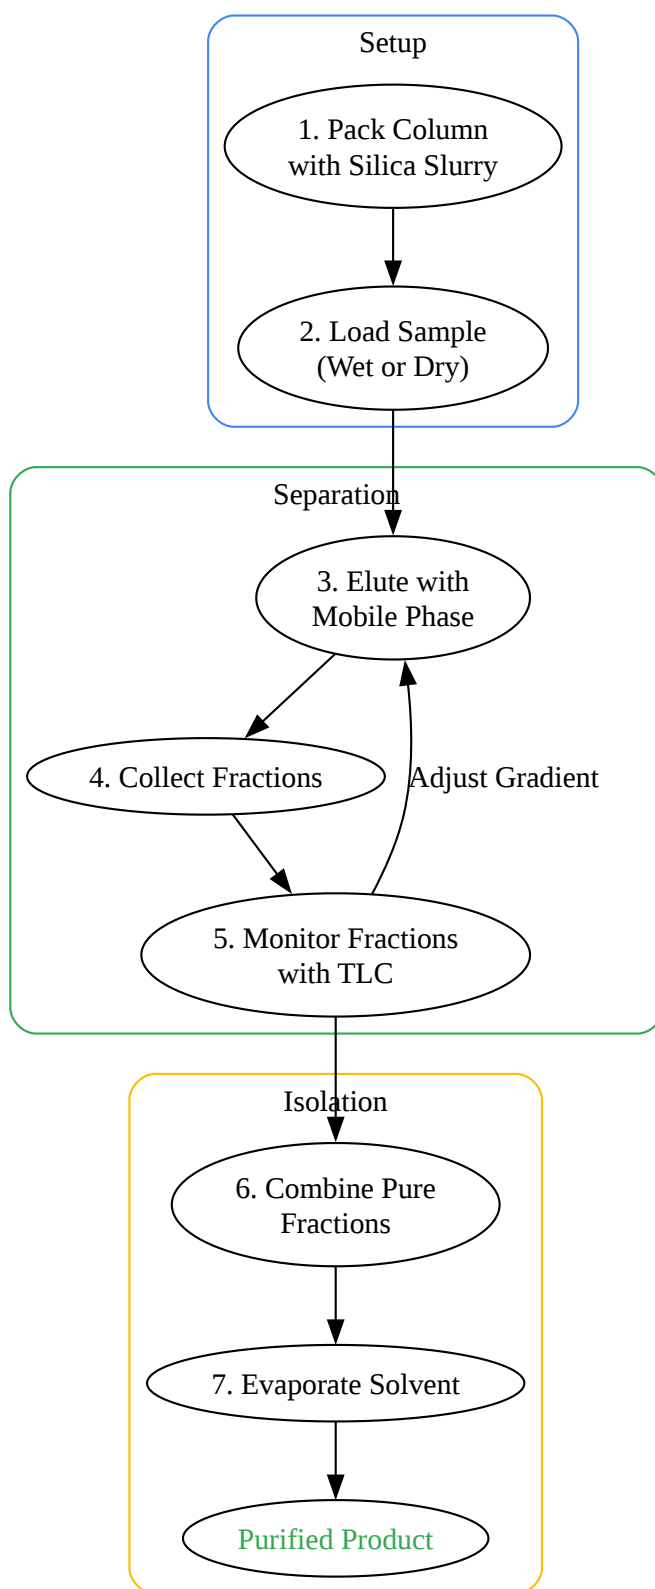 Setup
1. Pack Column
with Silica Slurry
2. Load Sample
(Wet or Dry)
Separation
3. Elute with
Mobile Phase
4. Collect Fractions
Adjust Gradient
5. Monitor Fractions
with TLC
Isolation
6. Combine Pure
Fractions
7. Evaporate Solvent
Purified Product